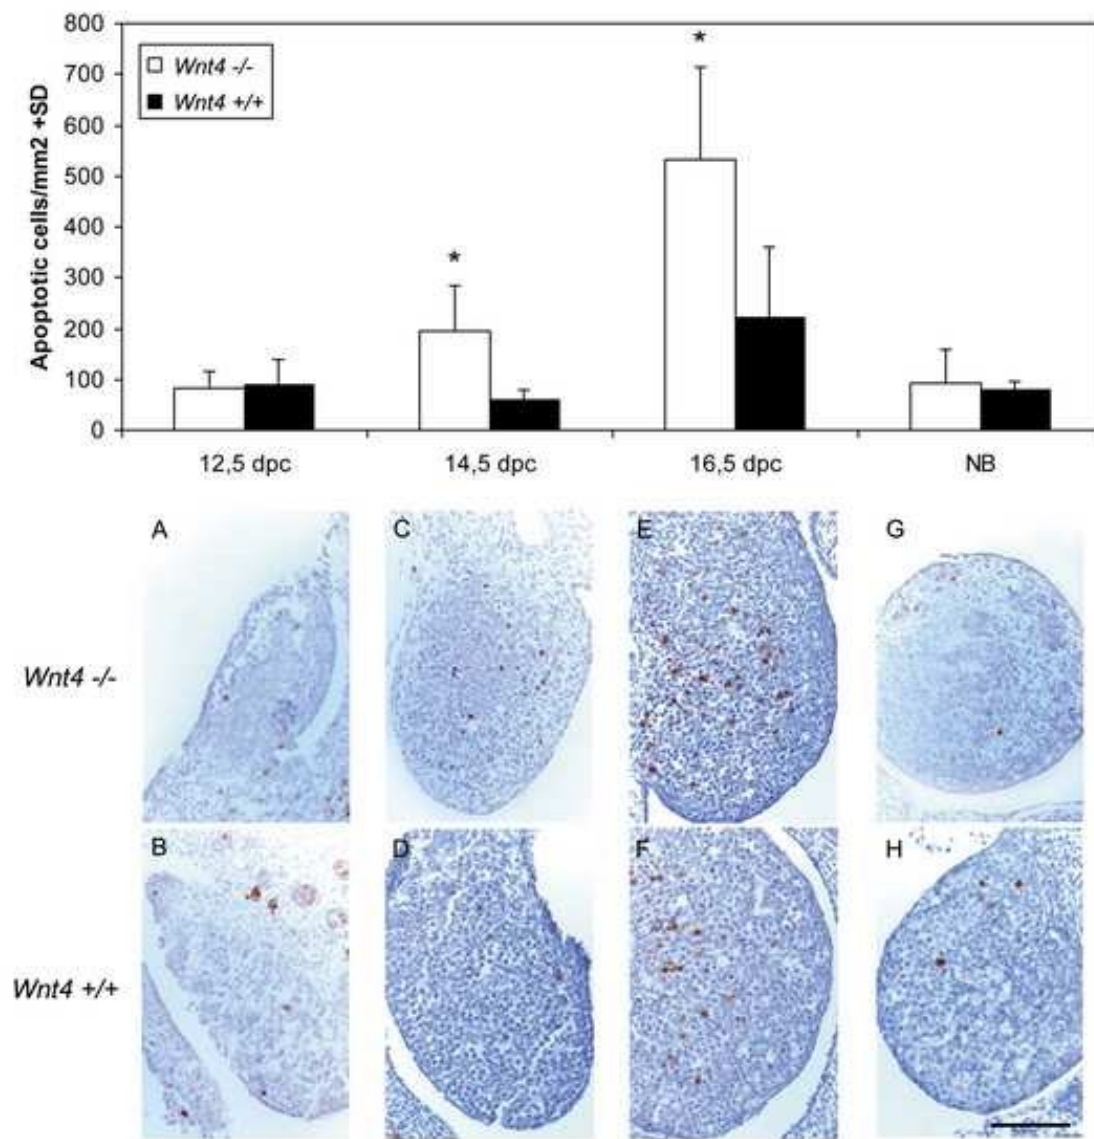 Apoptotic cells/mm2 +SD
800
700
600
500
400
300
200
100
0
Wnt4 -/-
Wnt4 +/+
*
*
12,5 dpc
14,5 dpc
16,5 dpc
NB
A
C
E
G
Wnt4 -/-
B
D
F
H
Wnt4 +/+